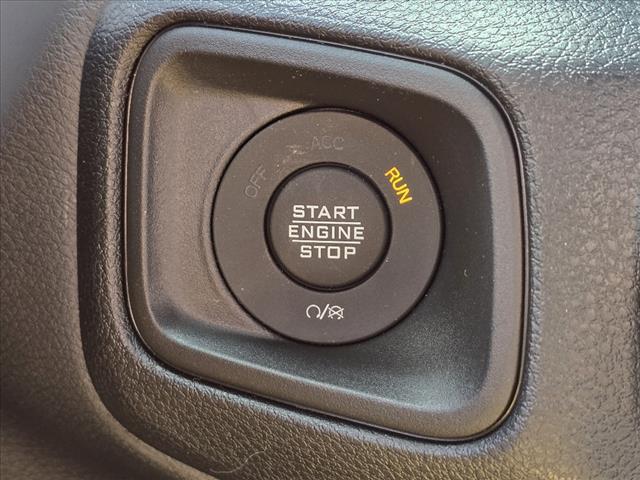 OFF
ACC
RUN
START
ENGINE
STOP